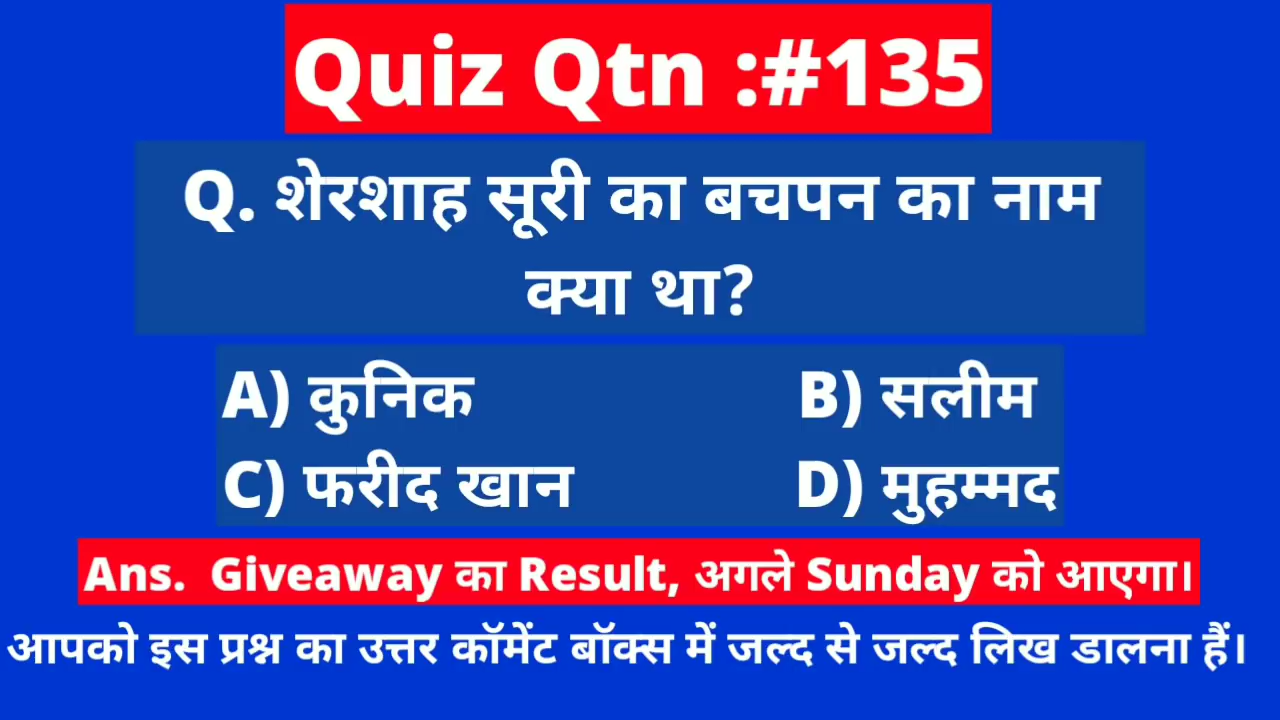 Quiz Qtn :#135
Q. शेरशाह सूरी का बचपन का नाम
क्या था?
A) कुनिक B) सलीम
C) फरीद खान D) मुहम्मद
Ans. Giveaway का Result, अगले Sunday को आएगा।
आपको इस प्रश्न का उत्तर कॉमेंट बॉक्स में जल्द से जल्द लिख डालना हैं।